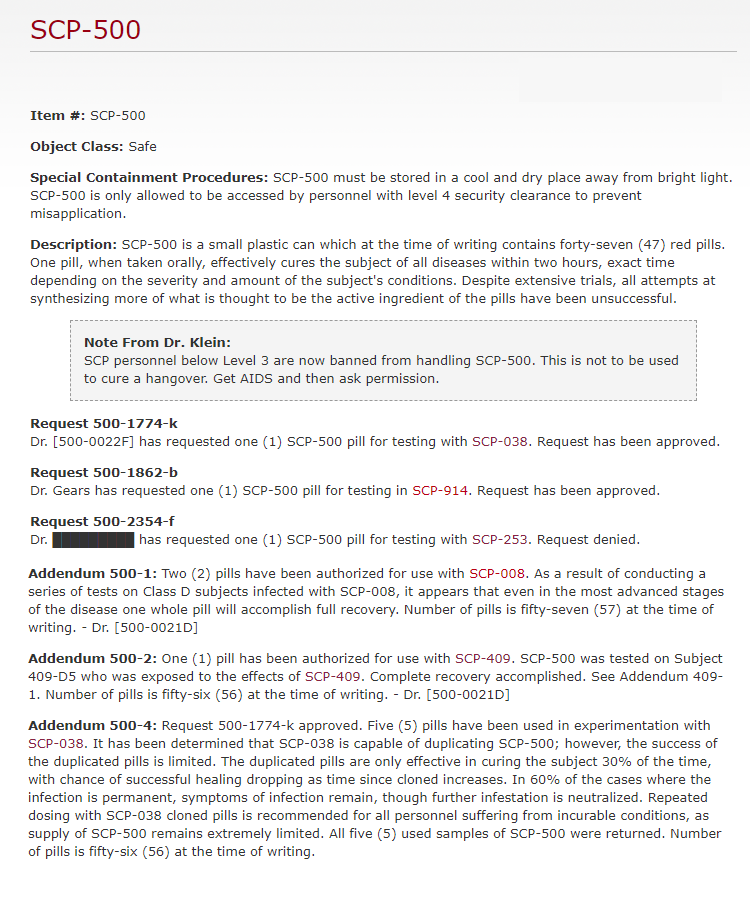 SCP-500
Item #: SCP-500
Object Class: Safe
Special Containment Procedures: SCP-500 must be stored in a cool and dry place away from bright light.
SCP-500 is only allowed to be accessed by personnel with level 4 security clearance to prevent
misapplication.
Description: SCP-500 is a small plastic can which at the time of writing contains forty-seven (47) red pills.
One pill, when taken orally, effectively cures the subject of all diseases within two hours, exact time
depending on the severity and amount of the subject's conditions. Despite extensive trials, all attempts at
synthesizing more of what is thought to be the active ingredient of the pills have been unsuccessful.
Note From Dr. Klein:
SCP personnel below Level 3 are now banned from handling SCP-500. This is not to be used
to cure a hangover. Get AIDS and then ask permission.
Request 500-1774-k
Dr. [500-0022F] has requested one (1) SCP-500 pill for testing with SCP-038. Request has been approved.
Request 500-1862-b
Dr. Gears has requested one (1) SCP-500 pill for testing in SCP-914. Request has been approved.
Request 500-2354-f
Dr. █████████ has requested one (1) SCP-500 pill for testing with SCP-253. Request denied.
Addendum 500-1: Two (2) pills have been authorized for use with SCP-008. As a result of conducting a
series of tests on Class D subjects infected with SCP-008, it appears that even in the most advanced stages
of the disease one whole pill will accomplish full recovery. Number of pills is fifty-seven (57) at the time of
writing. - Dr. [500-0021D]
Addendum 500-2: One (1) pill has been authorized for use with SCP-409. SCP-500 was tested on Subject
409-D5 who was exposed to the effects of SCP-409. Complete recovery accomplished. See Addendum 409-
1. Number of pills is fifty-six (56) at the time of writing. - Dr. [500-0021D]
Addendum 500-4: Request 500-1774-k approved. Five (5) pills have been used in experimentation with
SCP-038. It has been determined that SCP-038 is capable of duplicating SCP-500; however, the success of
the duplicated pills is limited. The duplicated pills are only effective in curing the subject 30% of the time,
with chance of successful healing dropping as time since cloned increases. In 60% of the cases where the
infection is permanent, symptoms of infection remain, though further infestation is neutralized. Repeated
dosing with SCP-038 cloned pills is recommended for all personnel suffering from incurable conditions, as
supply of SCP-500 remains extremely limited. All five (5) used samples of SCP-500 were returned. Number
of pills is fifty-six (56) at the time of writing.